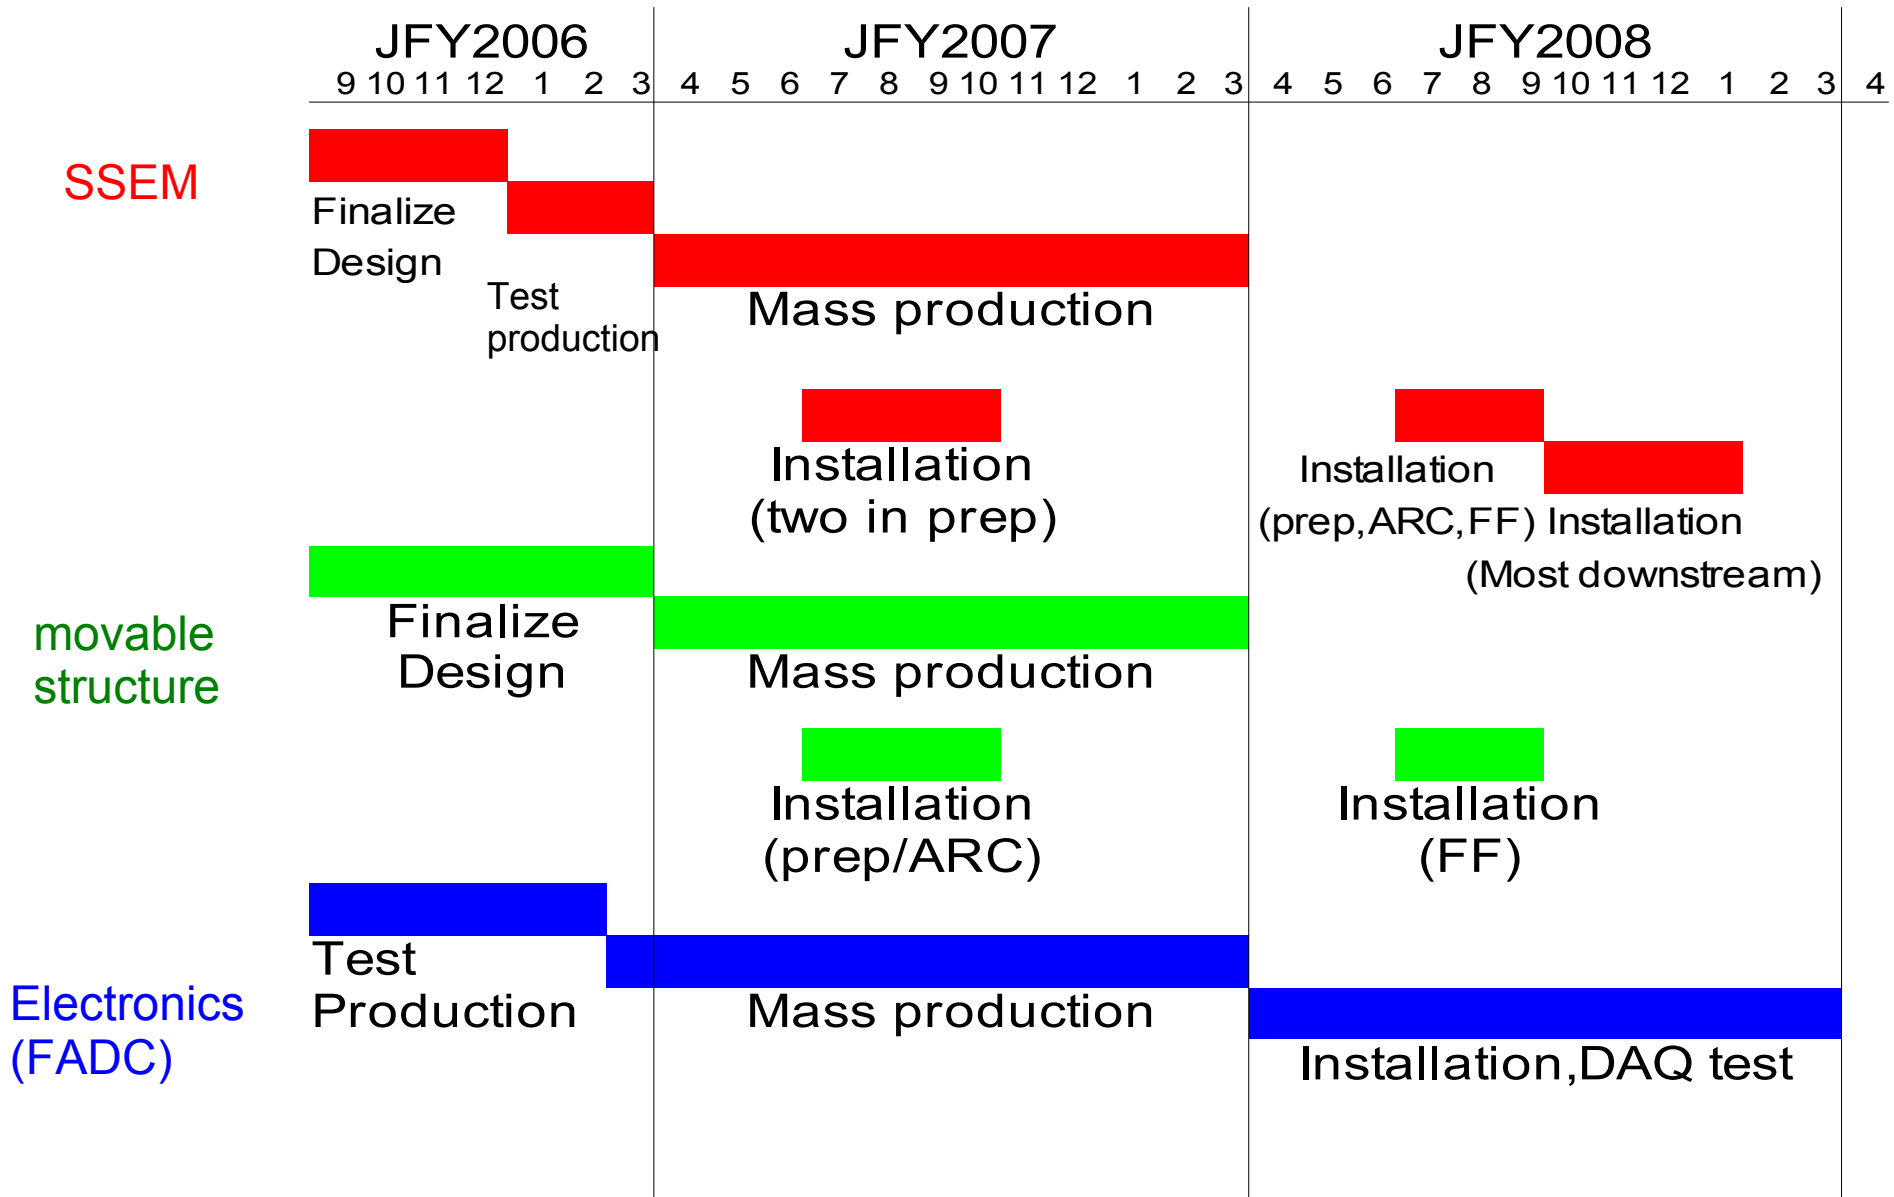 JFY2006 JFY2007 JFY2008
9 10 11 12 1 2 3 4 5 6 7 8 9 10 11 12 1 2 3 4 5 6 7 8 9 10 11 12 1 2 3 4
SSEM
Finalize
Design
Test
production
Mass production
Installation
(two in prep)
Installation
(prep,ARC,FF)
Installation
(Most downstream)
movable
structure
Finalize
Design
Mass production
Installation
(prep/ARC)
Installation
(FF)
Electronics
(FADC)
Test
Production
Mass production
Installation,DAQ test